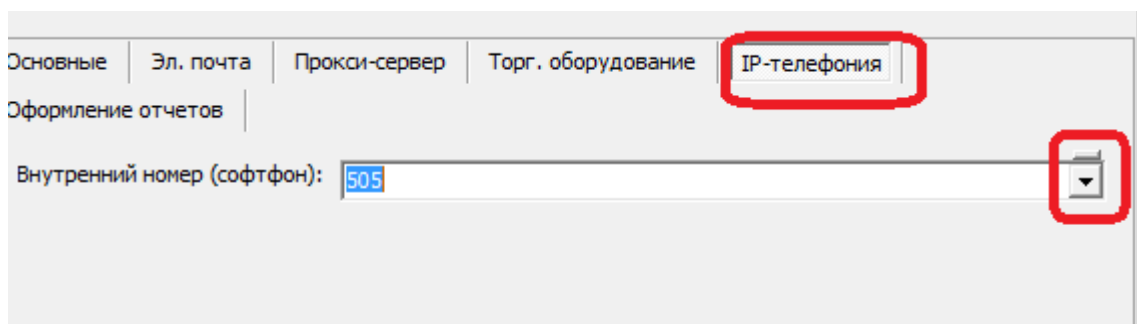 Основные Эл. почта Прокси-сервер Торг. оборудование IP-телефония
Оформление отчетов
Внутренний номер (софтфон): 505